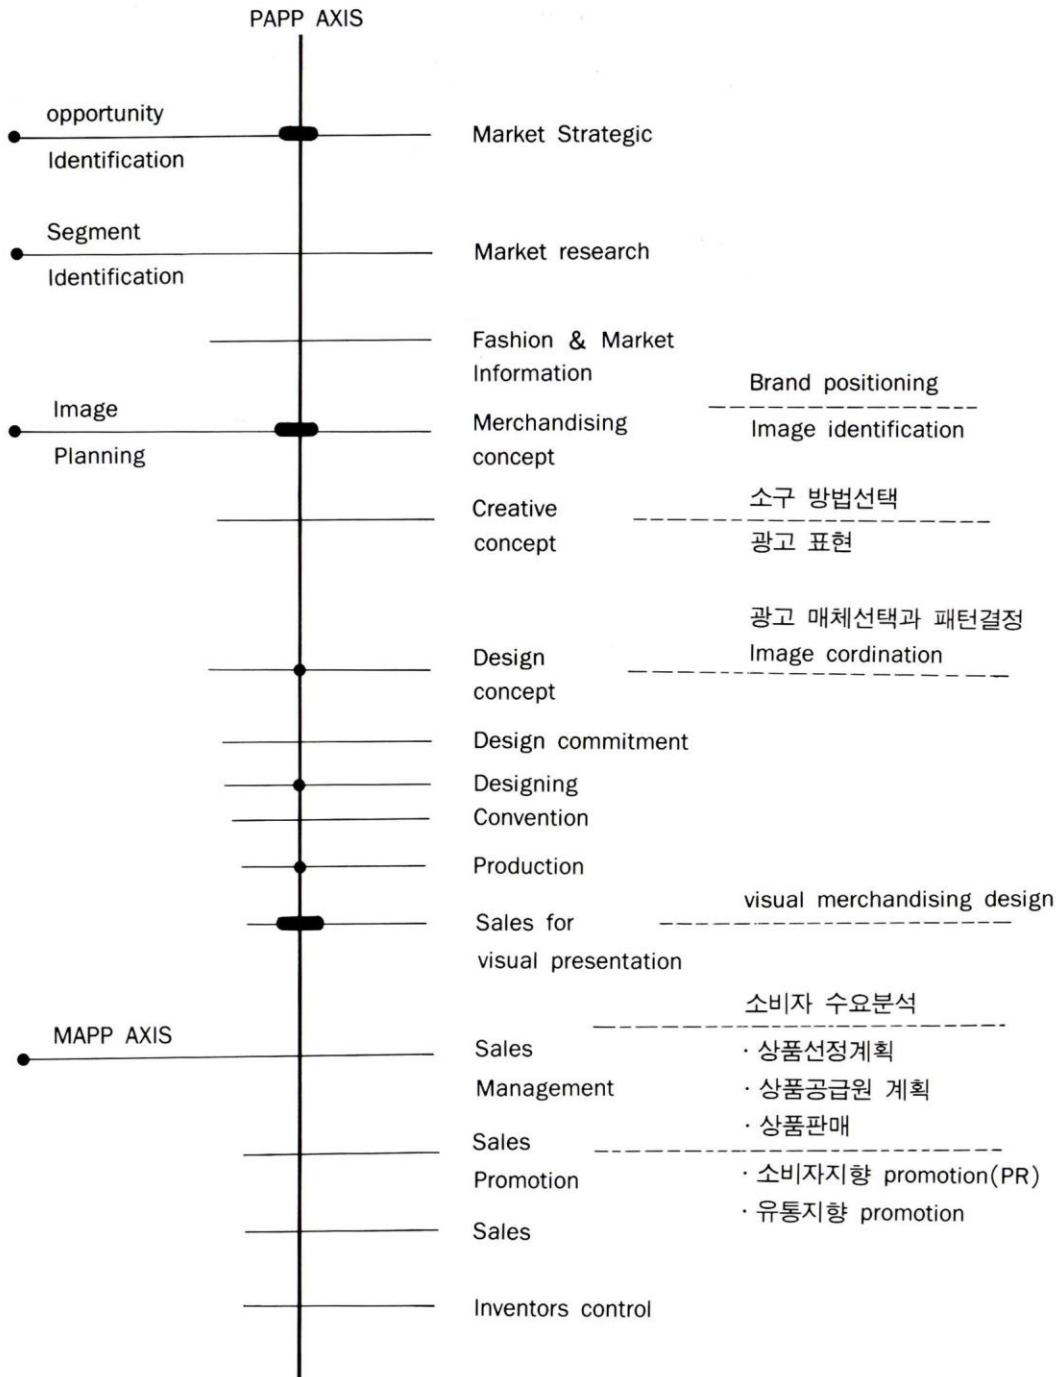 PAPP AXIS
opportunity
Identification
Market Strategic
Segment
Identification
Market research
Fashion & Market
Information
Brand positioning
Image
Planning
Merchandising
concept
Image identification
Creative
concept
소구 방법선택
광고 표현
광고 매체선택과 패턴결정
Design
concept
Image cordination
Design commitment
Designing
Convention
Production
Sales for
visual presentation
visual merchandising design
소비자 수요분석
MAPP AXIS
Sales
Management
· 상품선정계획
· 상품공급원 계획
· 상품판매
Sales
Promotion
· 소비자지향 promotion(PR)
· 유통지향 promotion
Sales
Inventors control